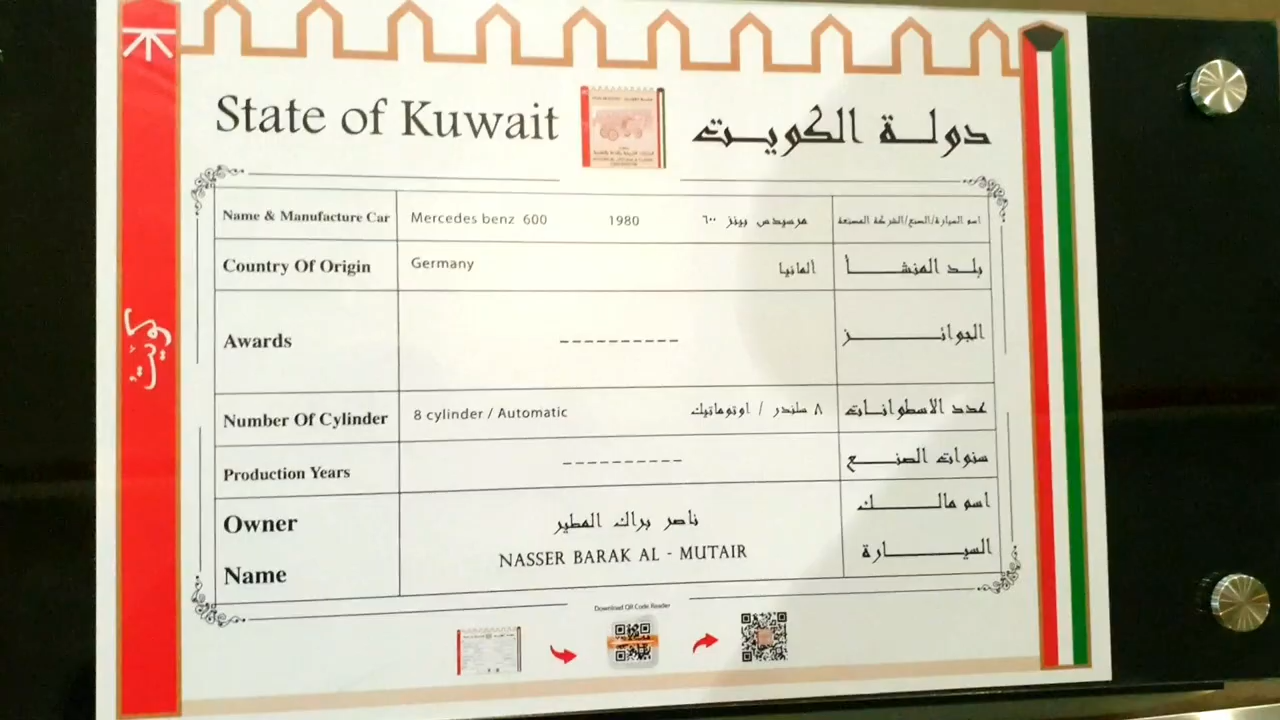 State of Kuwait
دولة الكويت
Name & Manufacture Car
Mercedes benz 600
1980
مرسيدس بينز ٦٠٠
اسم السيارة/الصنع/الشركة المصنعة
Country Of Origin
Germany
ألمانيا
بلد المنشأ
Awards
----------
الجوائز
Number Of Cylinder
8 cylinder / Automatic
٨ سلندر / اوتوماتيك
عدد الاسطوانات
Production Years
----------
سنوات الصنع
Owner
Name
ناصر براك المطير
NASSER BARAK AL - MUTAIR
اسم مالك
السيارة
Download QR Code Reader
كويت